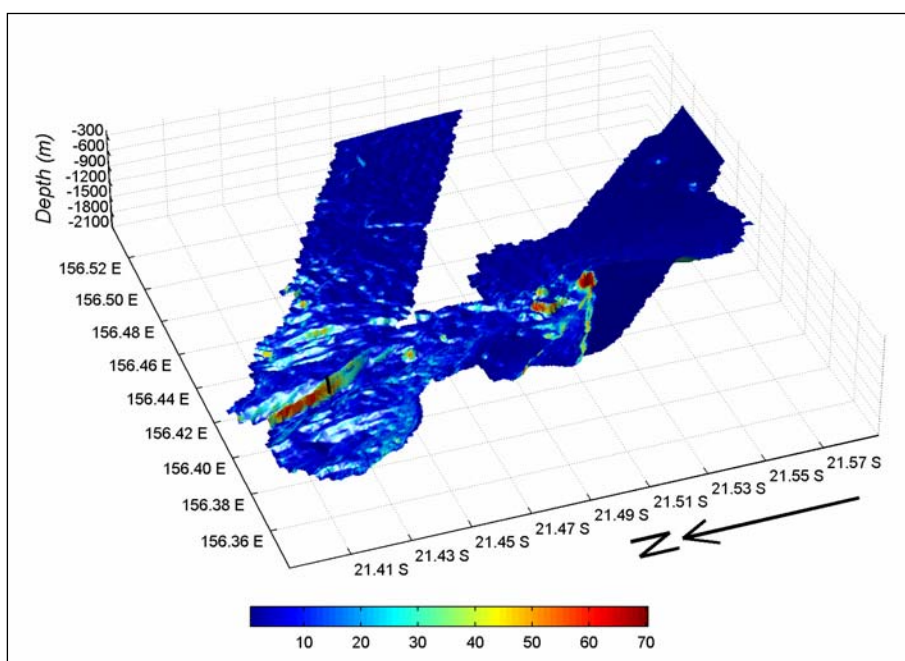 Depth (m)
-300
-600
-900
-1200
-1500
-1800
-2100
156.52 E
156.50 E
156.48 E
156.46 E
156.44 E
156.42 E
156.40 E
156.38 E
156.36 E
21.41 S
21.43 S
21.45 S
21.47 S
21.49 S
21.51 S
21.53 S
21.55 S
21.57 S
N
10 20 30 40 50 60 70